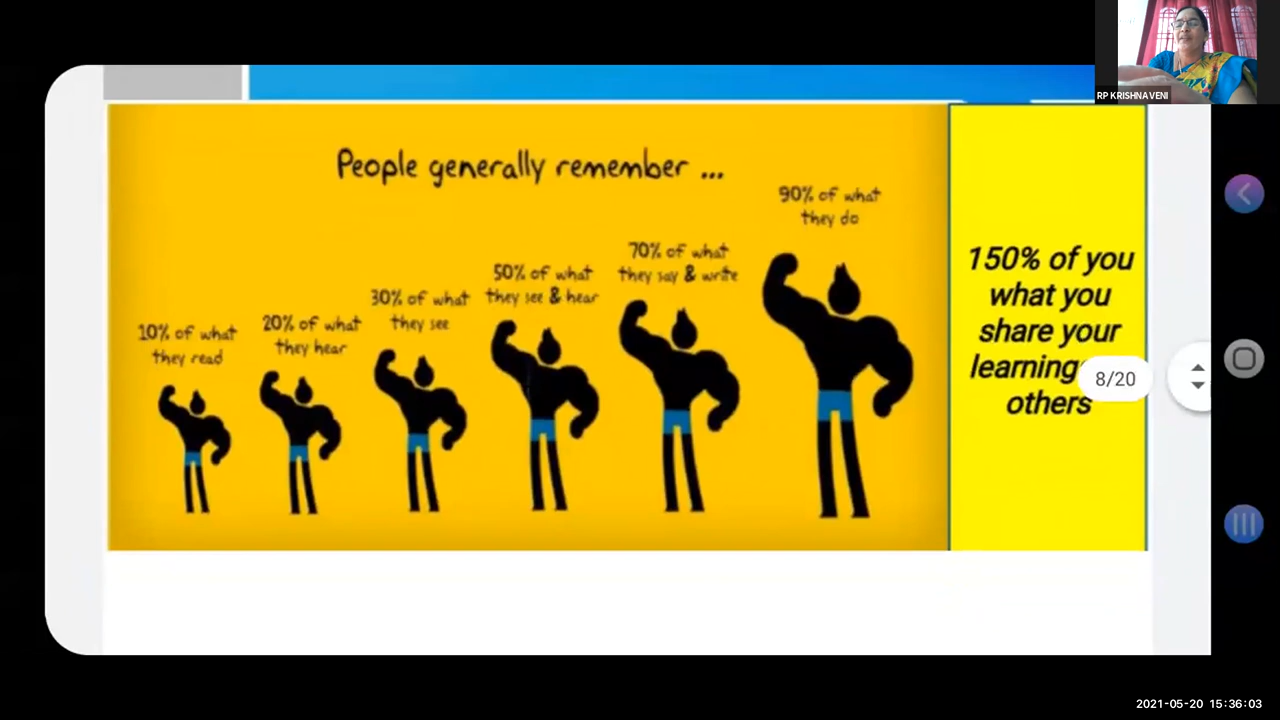 RP KRISHNAVENI
People generally remember ...
10% of what
they read
20% of what
they hear
30% of what
they see
50% of what
they see & hear
70% of what
they say & write
90% of what
they do
150% of you
what you
share your
learning
others
8/20
2021-05-20 15:36:03